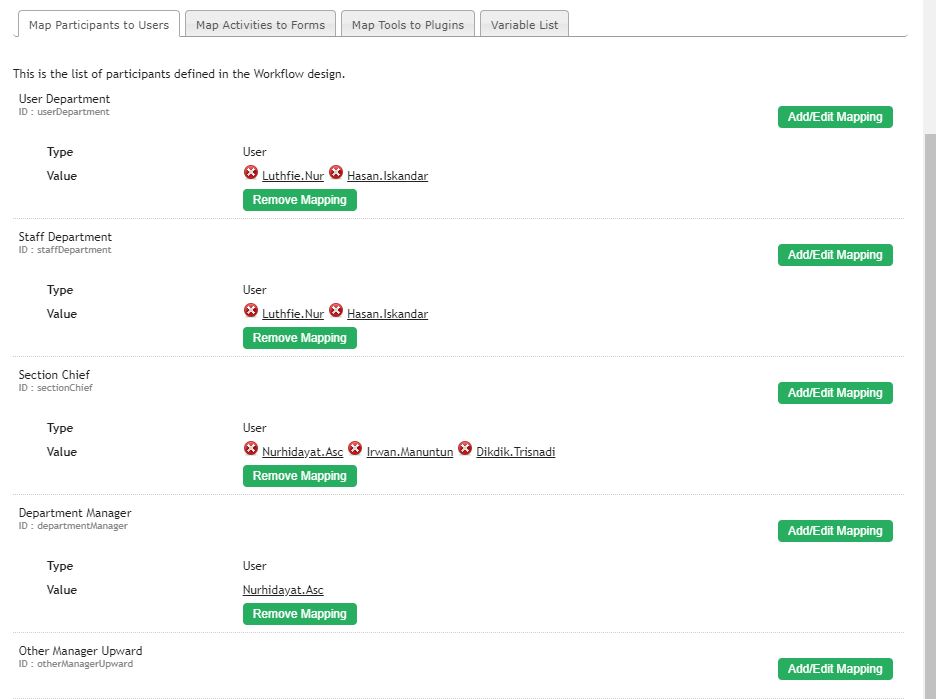 Map Participants to Users Map Activities to Forms Map Tools to Plugins Variable List
This is the list of participants defined in the Workflow design.
User Department
ID : userDepartment
Add/Edit Mapping
Type User
Value Luthfie.Nur Hasan.Iskandar
Remove Mapping
Staff Department
ID : staffDepartment
Add/Edit Mapping
Type User
Value Luthfie.Nur Hasan.Iskandar
Remove Mapping
Section Chief
ID : sectionChief
Add/Edit Mapping
Type User
Value Nurhidayat.Asc Irwan.Manuntun Dikdik.Trisnadi
Remove Mapping
Department Manager
ID : departmentManager
Add/Edit Mapping
Type User
Value Nurhidayat.Asc
Remove Mapping
Other Manager Upward
ID : otherManagerUpward
Add/Edit Mapping